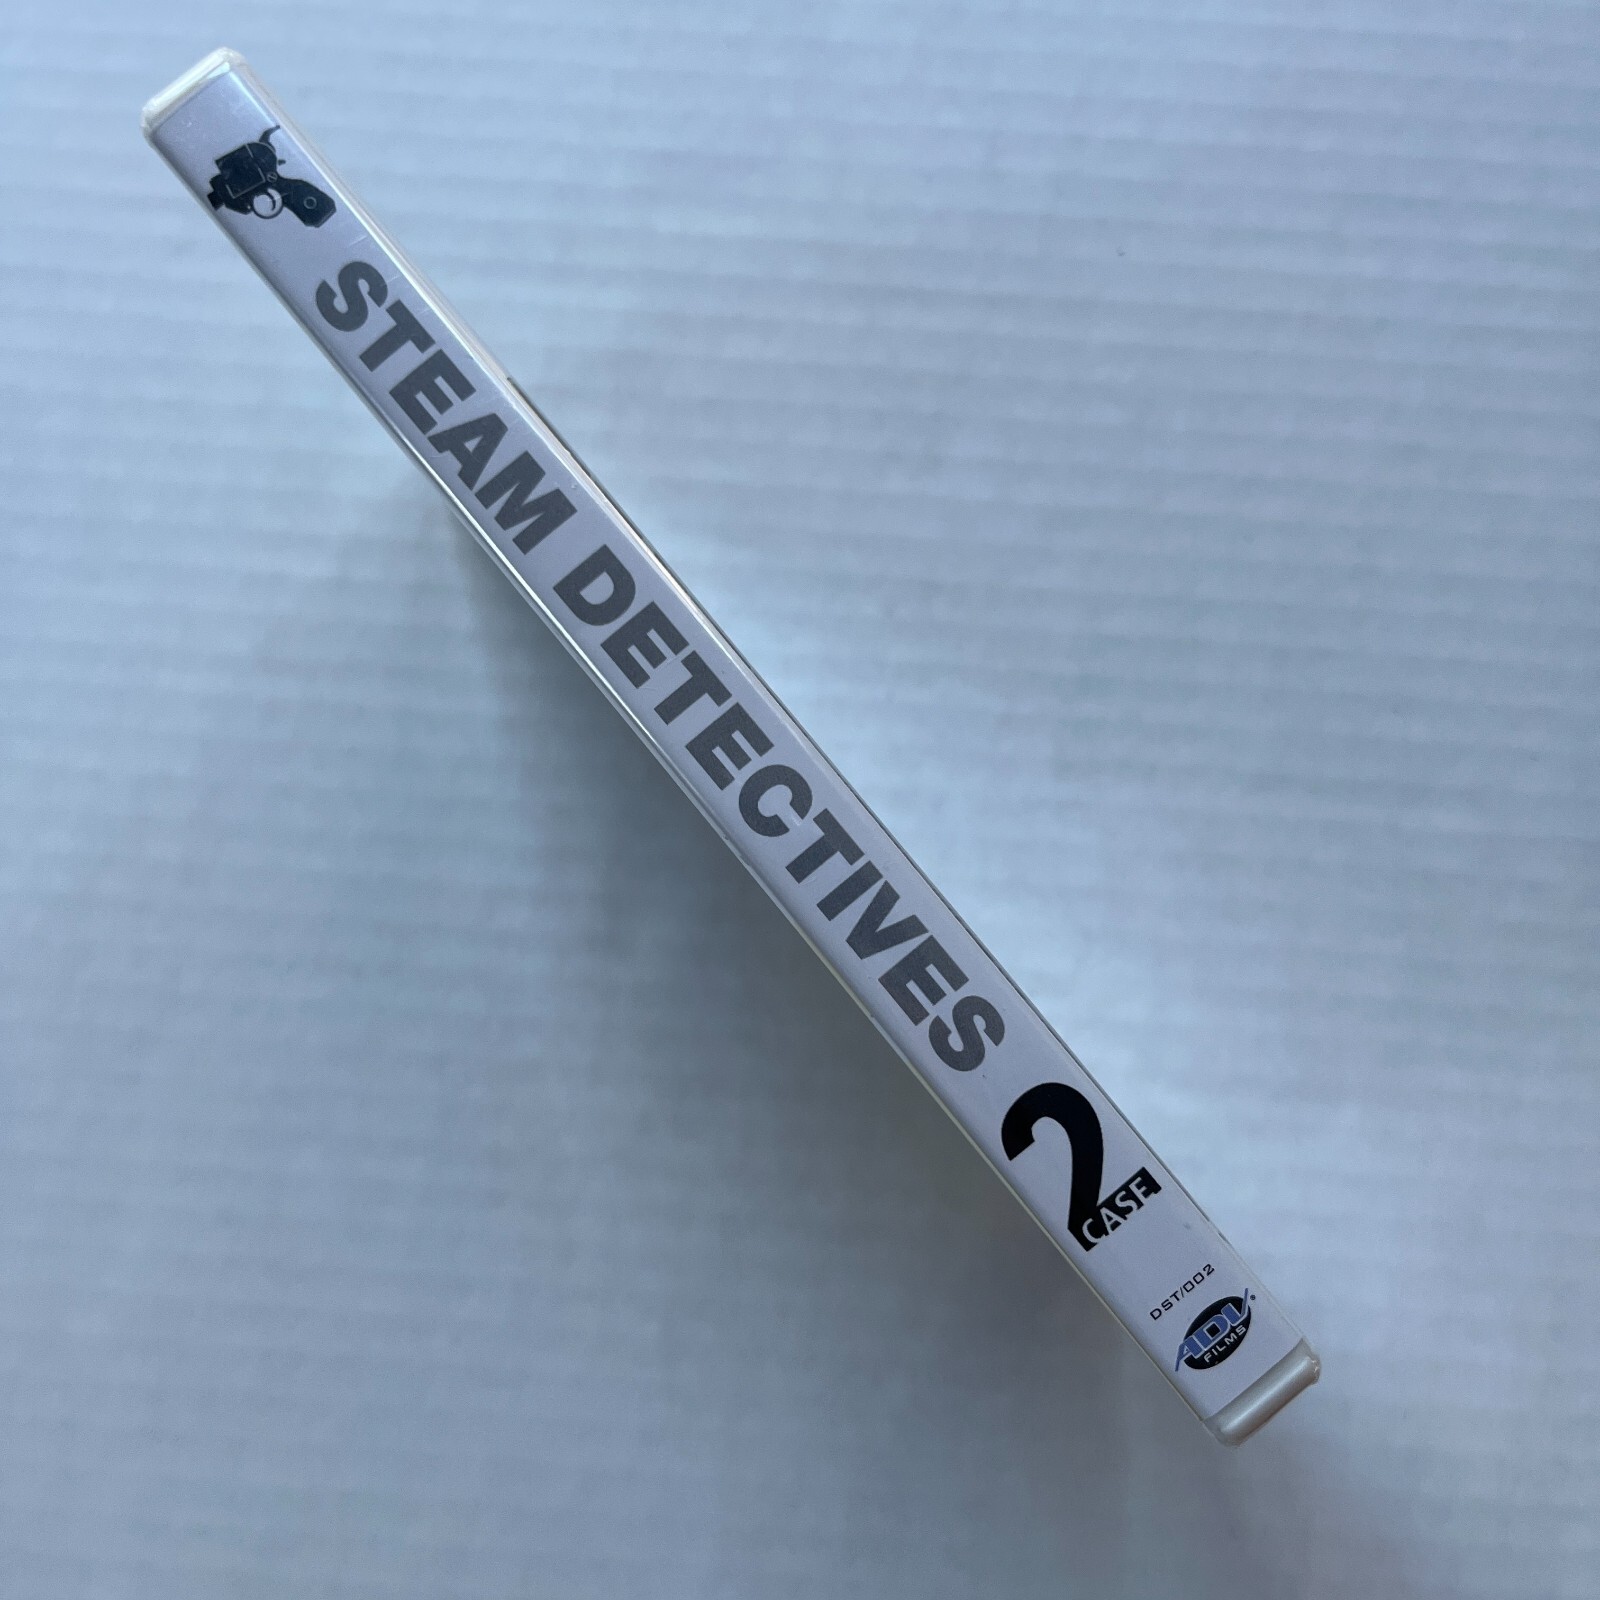 STEAM DETECTIVES
2
CASE
DST/002
ADV
FILMS